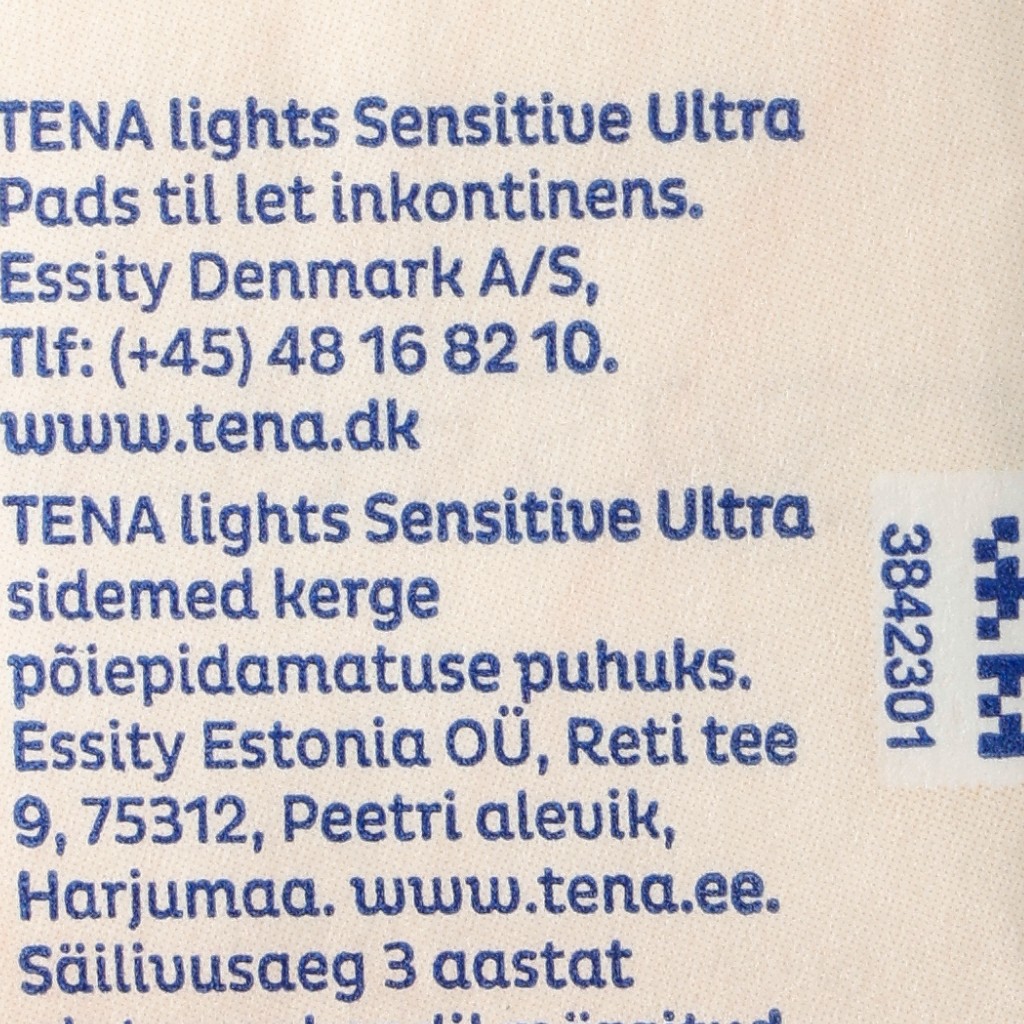 TENA lights Sensitive Ultra
Pads til let inkontinens.
Essity Denmark A/S,
Tlf: (+45) 48 16 82 10.
www.tena.dk
TENA lights Sensitive Ultra
sidemed kerge
põiepidamatuse puhuks.
Essity Estonia OÜ, Reti tee
9, 75312, Peetri alevik,
Harjumaa. www.tena.ee.
Säilivusaeg 3 aastat
3842301